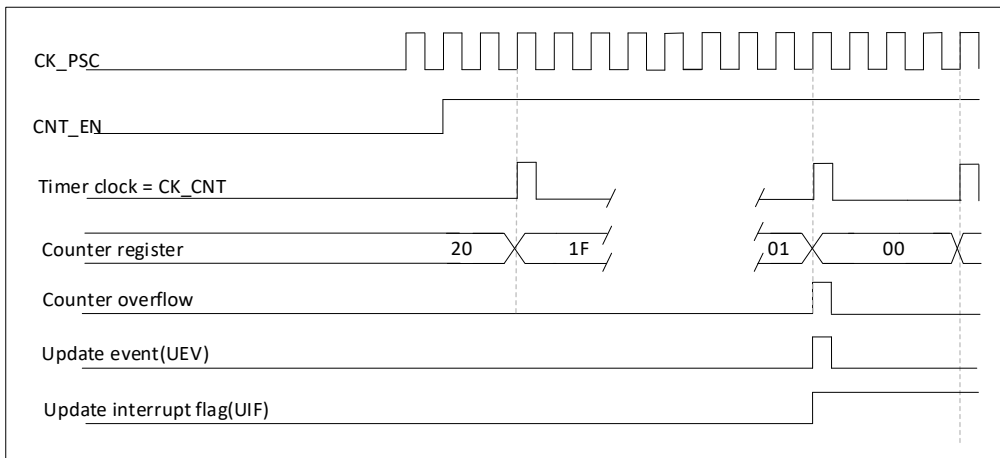 CK_PSC
CNT_EN
Timer clock = CK_CNT
Counter register 20 1F 01 00
Counter overflow
Update event(UEV)
Update interrupt flag(UIF)